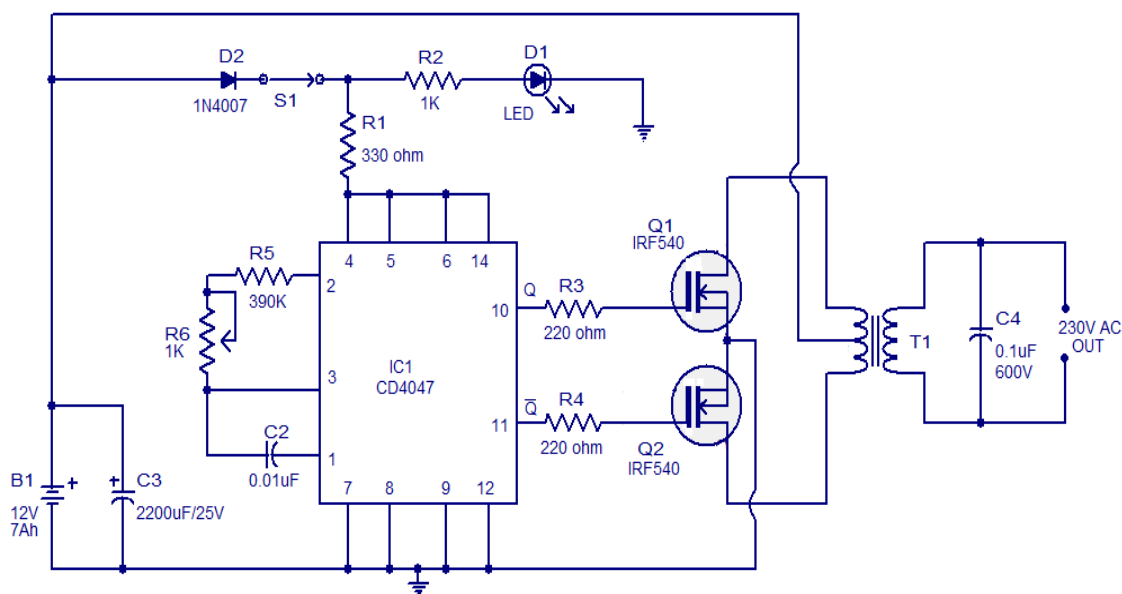 D2
1N4007
S1
R2
1K
D1
LED
R1
330 ohm
4 5 6 14
R5
390K
2
R6
1K
3
IC1
CD4047
C2
0.01uF
1
7 8 9 12
10
Q
R3
220 ohm
11
Q̅
R4
220 ohm
Q1
IRF540
Q2
IRF540
T1
C4
0.1uF
600V
230V AC
OUT
B1 +
12V
7Ah
+ C3
2200uF/25V